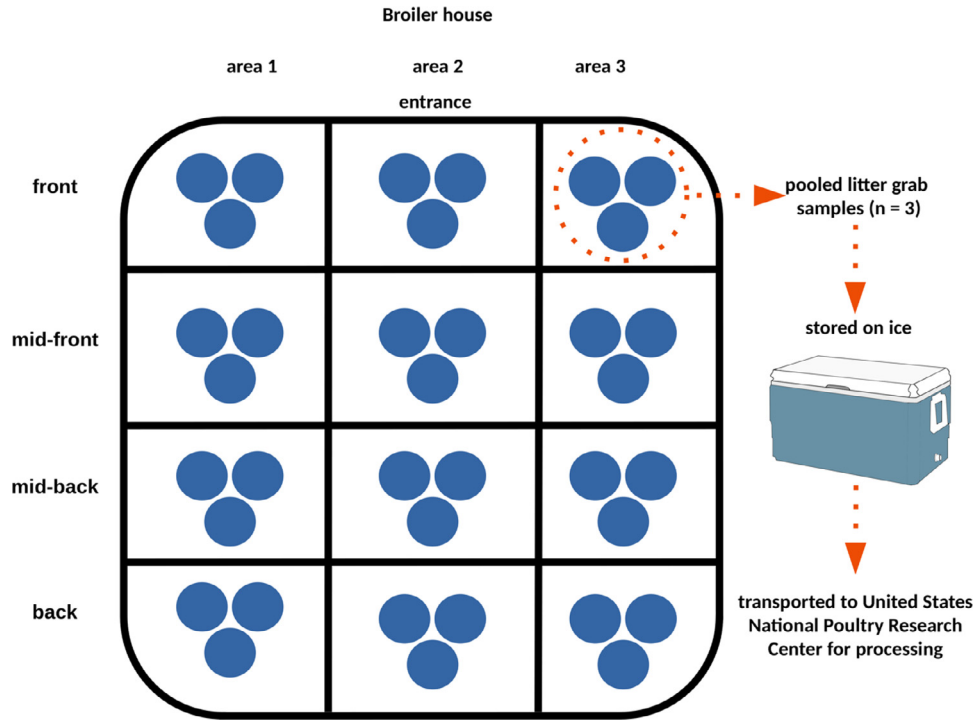 Broiler house
area 1
area 2
area 3
entrance
front
pooled litter grab
samples (n = 3)
mid-front
stored on ice
mid-back
back
transported to United States
National Poultry Research
Center for processing